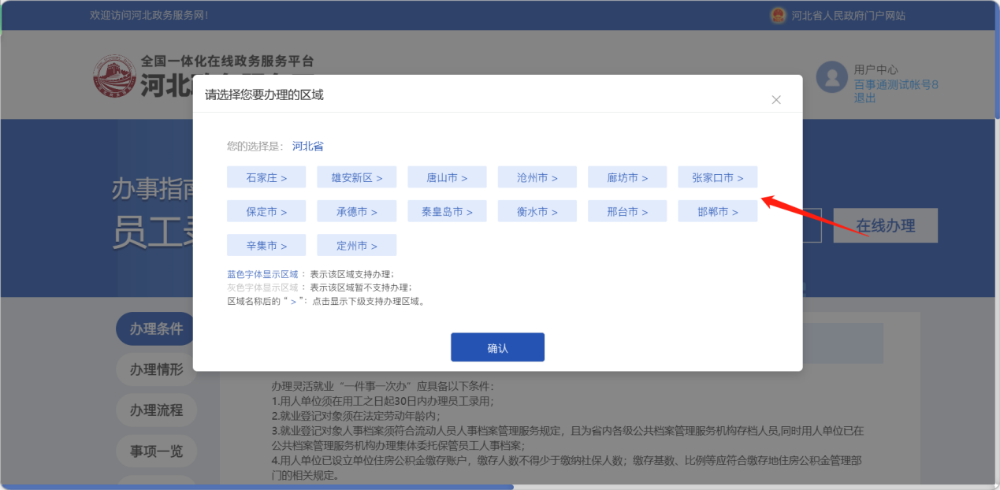 欢迎访问河北政务服务网！
河北省人民政府门户网站
全国一体化在线政务服务平台
河北
用户中心
百事通测试帐号8
退出
请选择您要办理的区域
您的选择是： 河北省
石家庄 > 雄安新区 > 唐山市 > 沧州市 > 廊坊市 > 张家口市 >
保定市 > 承德市 > 秦皇岛市 > 衡水市 > 邢台市 > 邯郸市 >
辛集市 > 定州市 >
蓝色字体显示区域 ：表示该区域支持办理；
灰色字体显示区域 ：表示该区域暂不支持办理；
区域名称后的 “ > ”：点击显示下级支持办理区域。
确认
办事指南
员工录
在线办理
办理条件
办理情形
办理流程
事项一览
办理灵活就业“一件事一次办”应具备以下条件：
1.用人单位须在用工之日起30日内办理员工录用；
2.就业登记对象须在法定劳动年龄内；
3.就业登记对象人事档案须符合流动人员人事档案管理服务规定，且为省内各级公共档案管理服务机构存档人员,同时用人单位已在
公共档案管理服务机构办理集体委托保管员工人事档案；
4.用人单位已设立单位住房公积金缴存账户，缴存人数不得少于缴纳社保人数；缴存基数、比例等应符合缴存地住房公积金管理部
门的相关规定。